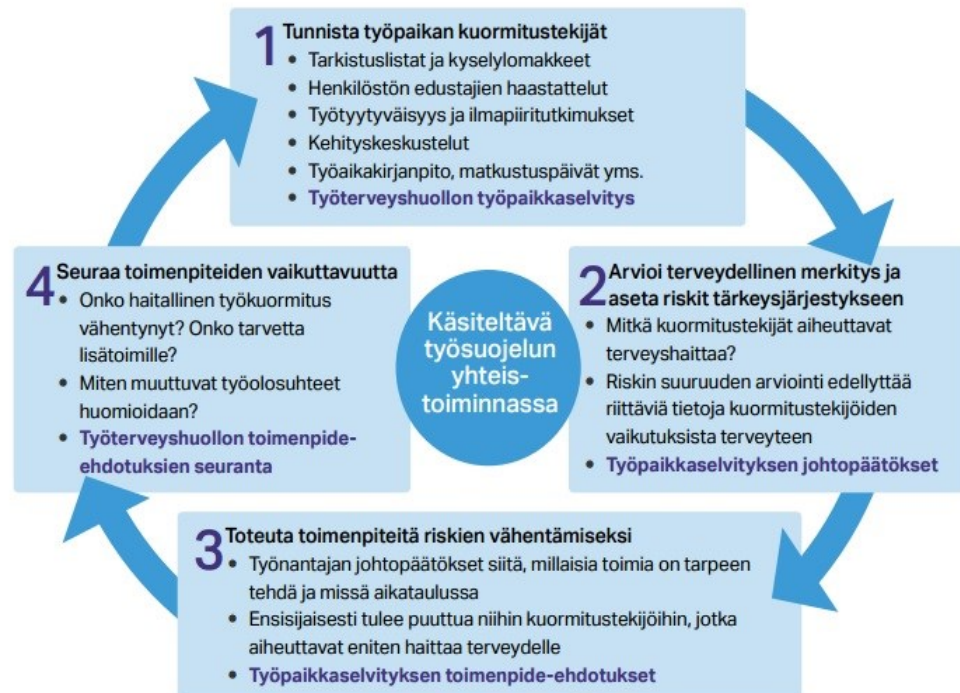 1 Tunnista työpaikan kuormitustekijät
• Tarkistuslistat ja kyselylomakkeet
• Henkilöstön edustajien haastattelut
• Työtyytyväisyys ja ilmapiiritutkimukset
• Kehityskeskustelut
• Työaikakirjanpito, matkustuspäivät yms.
• Työterveyshuollon työpaikkaselvitys
2 Arvioi terveydellinen merkitys ja
aseta riskit tärkeysjärjestykseen
• Mitkä kuormitustekijät aiheuttavat
terveyshaittaa?
• Riskin suuruuden arviointi edellyttää
riittäviä tietoja kuormitustekijöiden
vaikutuksista terveyteen
• Työpaikkaselvityksen johtopäätökset
3 Toteuta toimenpiteitä riskien vähentämiseksi
• Työnantajan johtopäätökset siitä, millaisia toimia on tarpeen
tehdä ja missä aikataulussa
• Ensisijaisesti tulee puuttua niihin kuormitustekijöihin, jotka
aiheuttavat eniten haittaa terveydelle
• Työpaikkaselvityksen toimenpide-ehdotukset
4 Seuraa toimenpiteiden vaikuttavuutta
• Onko haitallinen työkuormitus
vähentynyt? Onko tarvetta
lisätoimille?
• Miten muuttuvat työolosuhteet
huomioidaan?
• Työterveyshuollon toimenpide-
ehdotuksien seuranta
Käsiteltävä
työsuojelun
yhteis-
toiminnassa